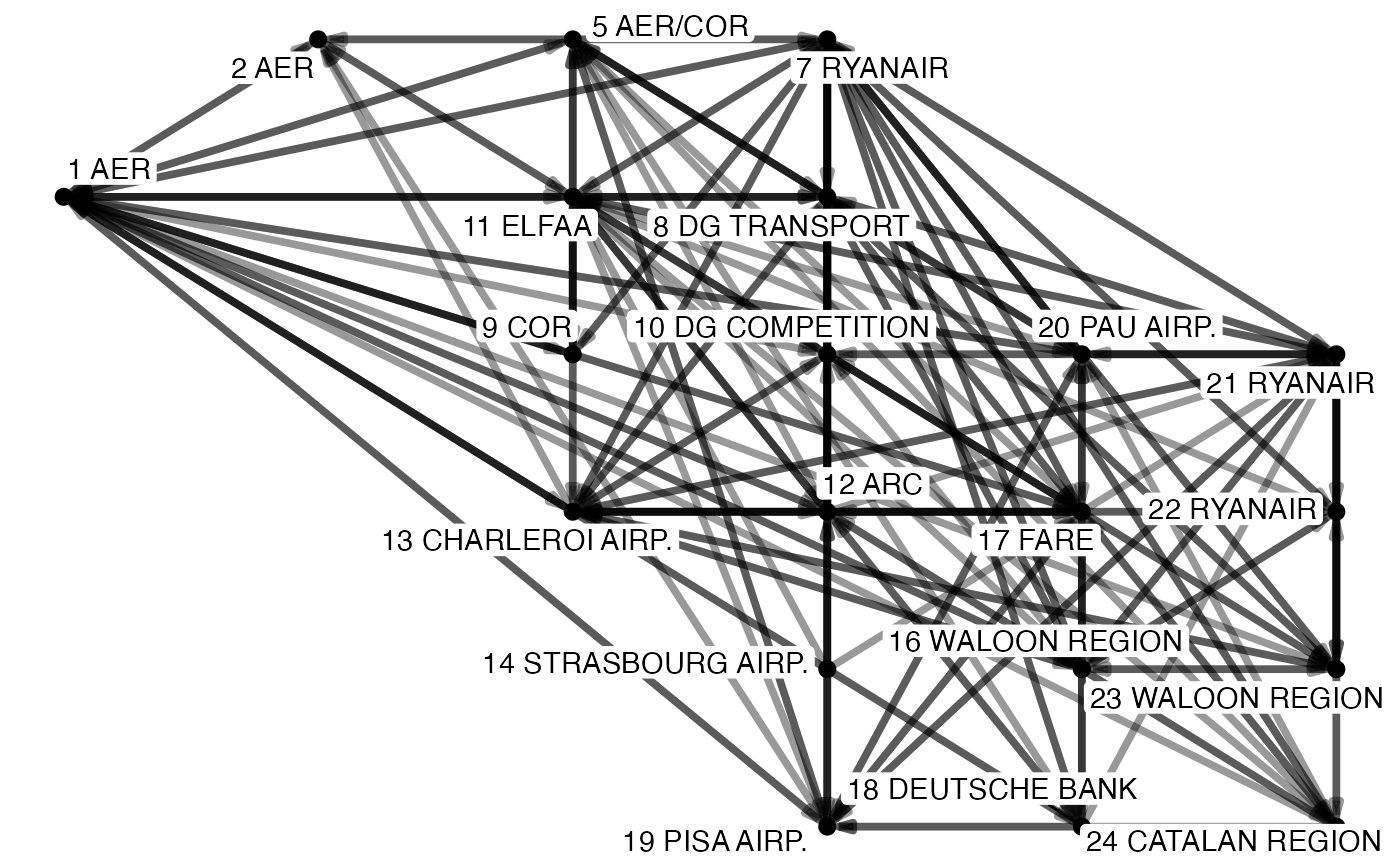 5 AER/COR
2 AER
7 RYANAIR
1 AER
11 ELFAA
8 DG TRANSPORT
9 COR
10 DG COMPETITION
20 PAU AIRP.
21 RYANAIR
12 ARC
22 RYANAIR
13 CHARLEROI AIRP.
17 FARE
16 WALOON REGION
14 STRASBOURG AIRP.
23 WALOON REGION
18 DEUTSCHE BANK
19 PISA AIRP.
24 CATALAN REGION